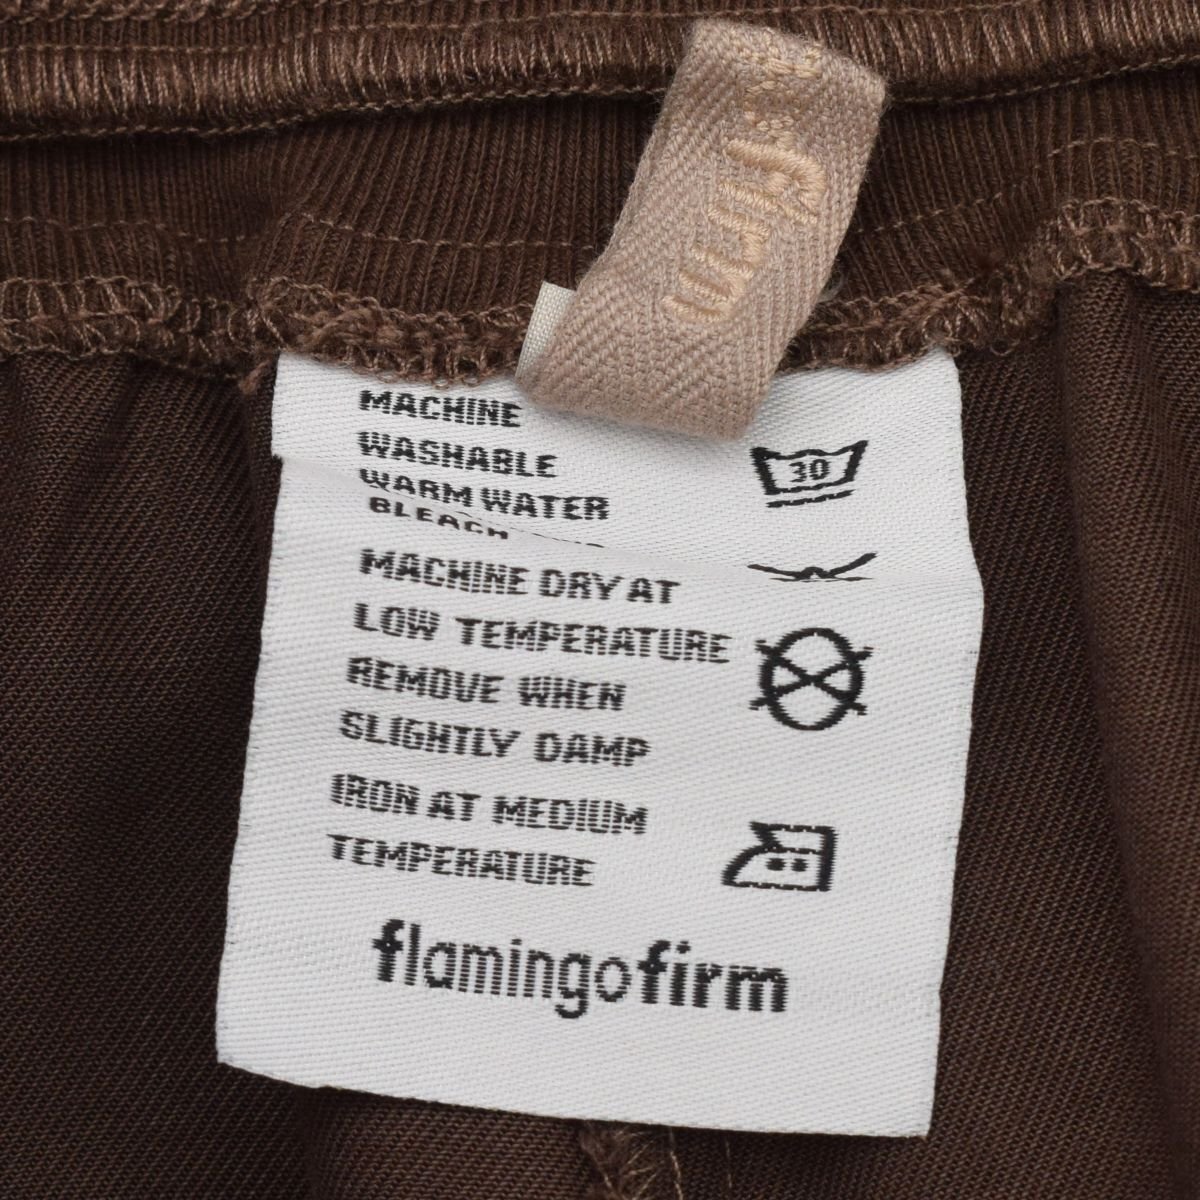 MACHINE
WASHABLE
30
WARM WATER
BLEACH
MACHINE DRY AT
LOW TEMPERATURE
REMOVE WHEN
SLIGHTLY DAMP
IRON AT MEDIUM
TEMPERATURE
flamingofirm